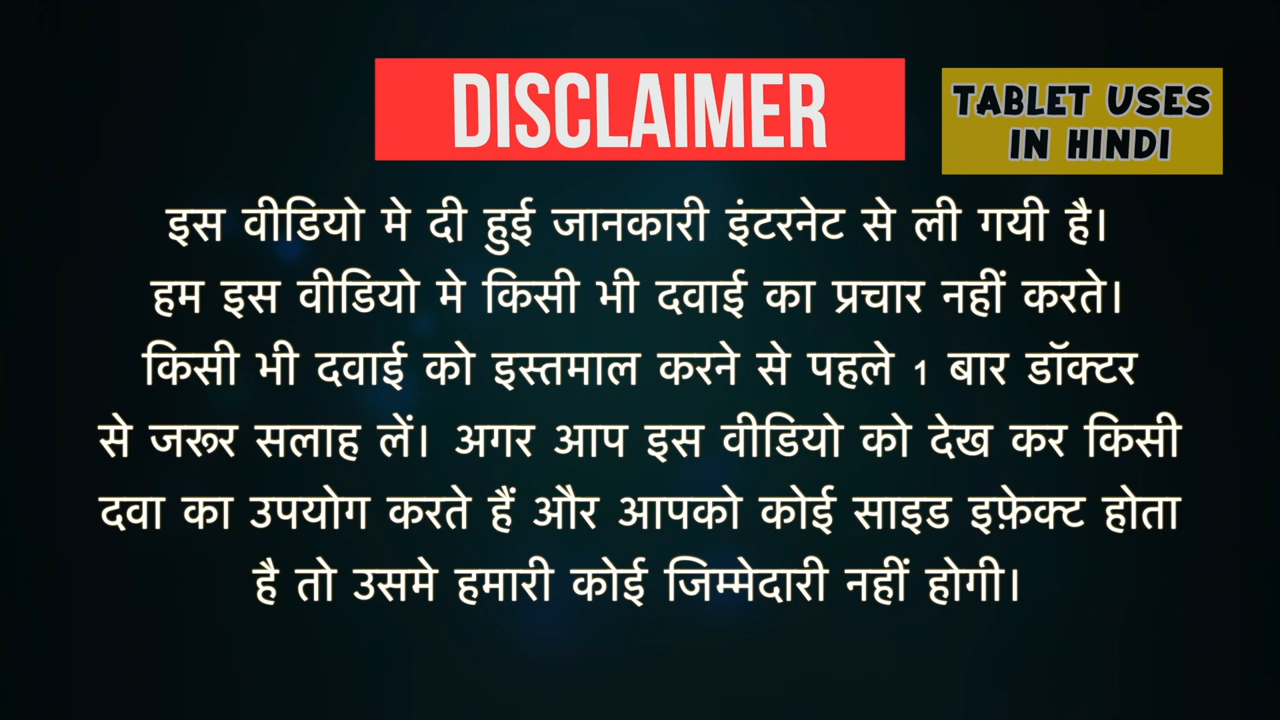 DISCLAIMER
TABLET USES
IN HINDI
इस वीडियो मे दी हुई जानकारी इंटरनेट से ली गयी है।
हम इस वीडियो मे किसी भी दवाई का प्रचार नहीं करते।
किसी भी दवाई को इस्तमाल करने से पहले 1 बार डॉक्टर
से जरूर सलाह लें। अगर आप इस वीडियो को देख कर किसी
दवा का उपयोग करते हैं और आपको कोई साइड इफ़ेक्ट होता
है तो उसमे हमारी कोई जिम्मेदारी नहीं होगी।